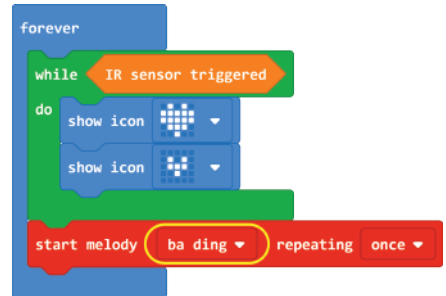 forever
while IR sensor triggered
do
show icon
show icon
start melody ba ding repeating once